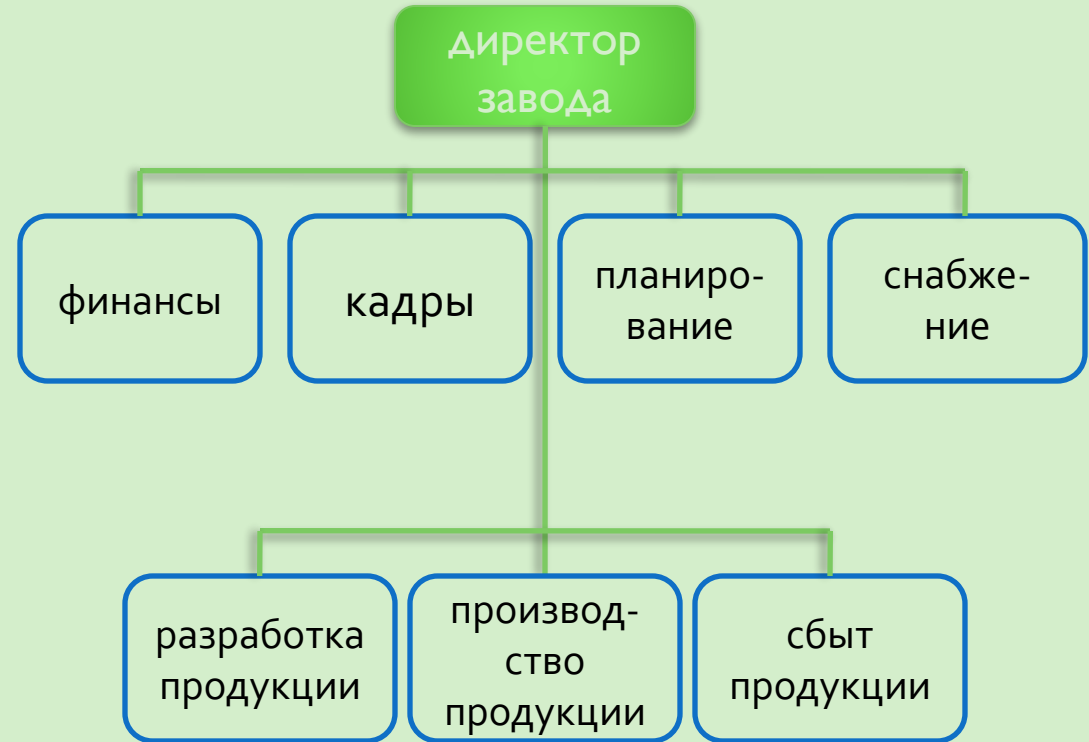 директор
завода
финансы
кадры
планиро-
вание
снабже-
ние
разработка
продукции
производ-
ство
продукции
сбыт
продукции